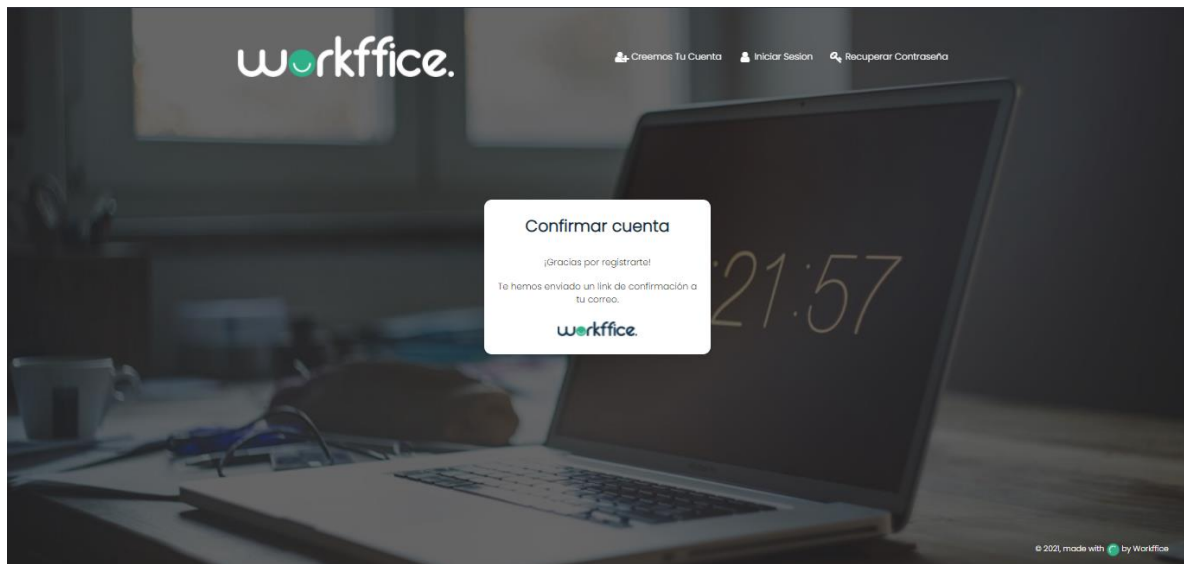 workffice.
Creemos Tu Cuenta Iniciar Sesion Recuperar Contraseña
Confirmar cuenta
¡Gracias por registrarte!
Te hemos enviado un link de confirmación a
tu correo.
workffice.
:21:57
© 2021, made with by Workffice